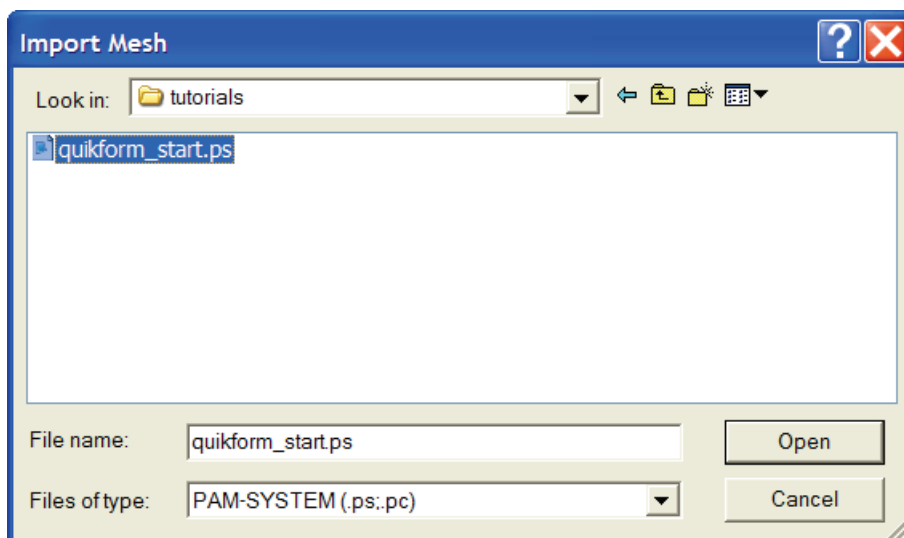 Import Mesh
?
Look in: tutorials
quikform_start.ps
File name: quikform_start.ps Open
Files of type: PAM-SYSTEM (.ps;.pc) Cancel